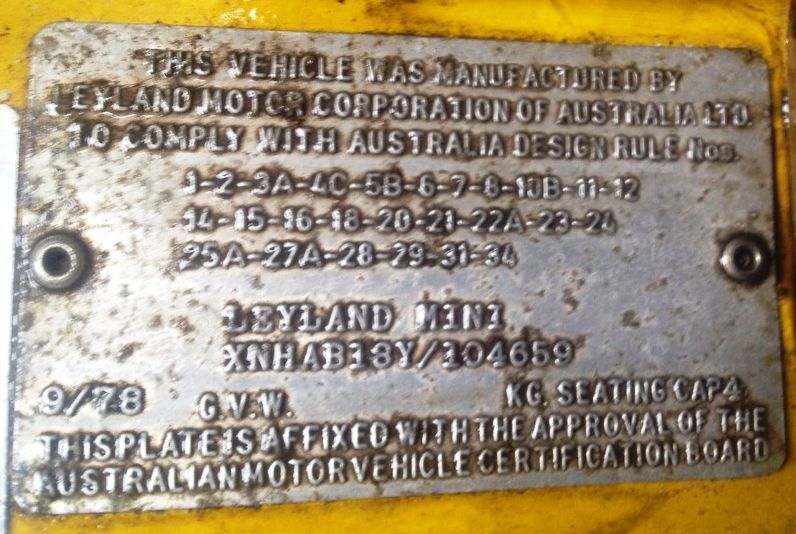 THIS VEHICLE WAS MANUFACTURED BY
LEYLAND MOTOR CORPORATION OF AUSTRALIA LTD.
TO COMPLY WITH AUSTRALIA DESIGN RULE Nos.
1-2-3A-4C-5B-6-7-8-10B-11-12
14-15-16-18-20-21-22A-23-24
25A-27A-28-29-31-34
LEYLAND MINI
XNHAB18Y/104659
9/78 G.V.W. KG. SEATING CAP4
THIS PLATE IS AFFIXED WITH THE APPROVAL OF THE
AUSTRALIAN MOTOR VEHICLE CERTIFICATION BOARD